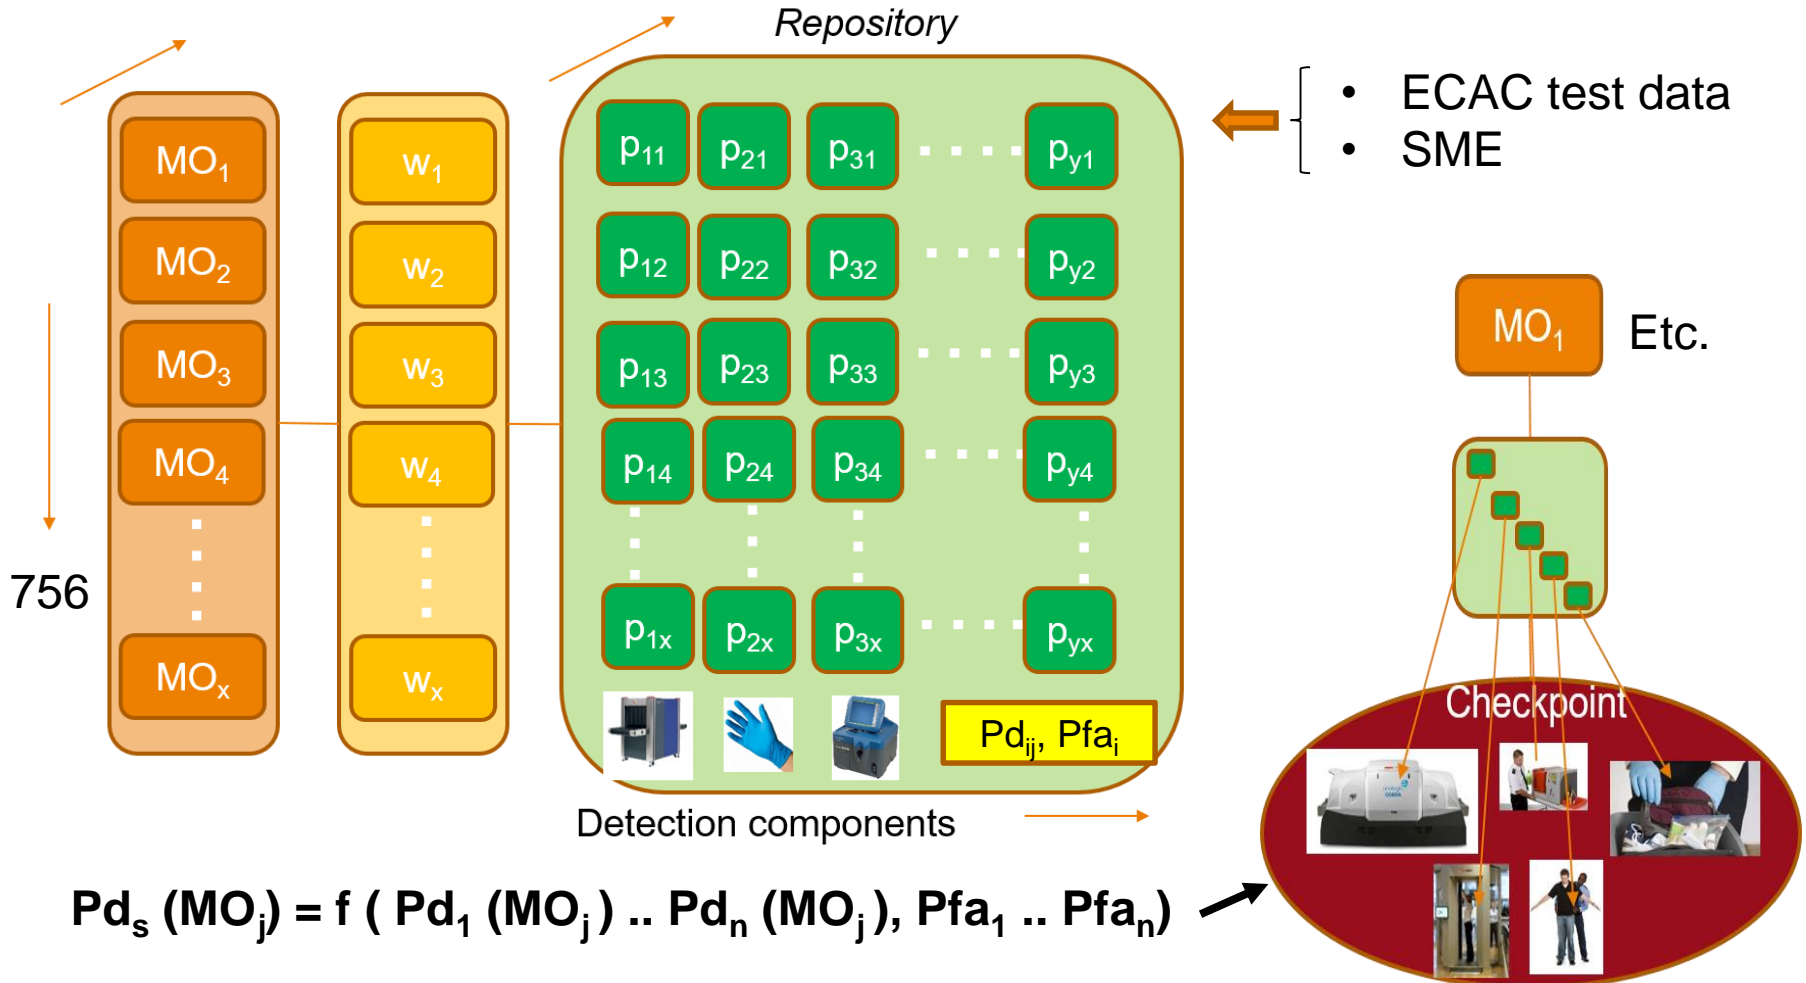 Repository
MO1 w1 p11 p21 p31 py1
MO2 w2 p12 p22 p32 py2
MO3 w3 p13 p23 p33 py3
MO4 w4 p14 p24 p34 py4
MOx wx p1x p2x p3x pyx
756
• ECAC test data
• SME
MO1 Etc.
Pdij, Pfai
Detection components
Checkpoint
Pds (MOj) = f ( Pd1 (MOj) .. Pdn (MOj), Pfa1 .. Pfan)